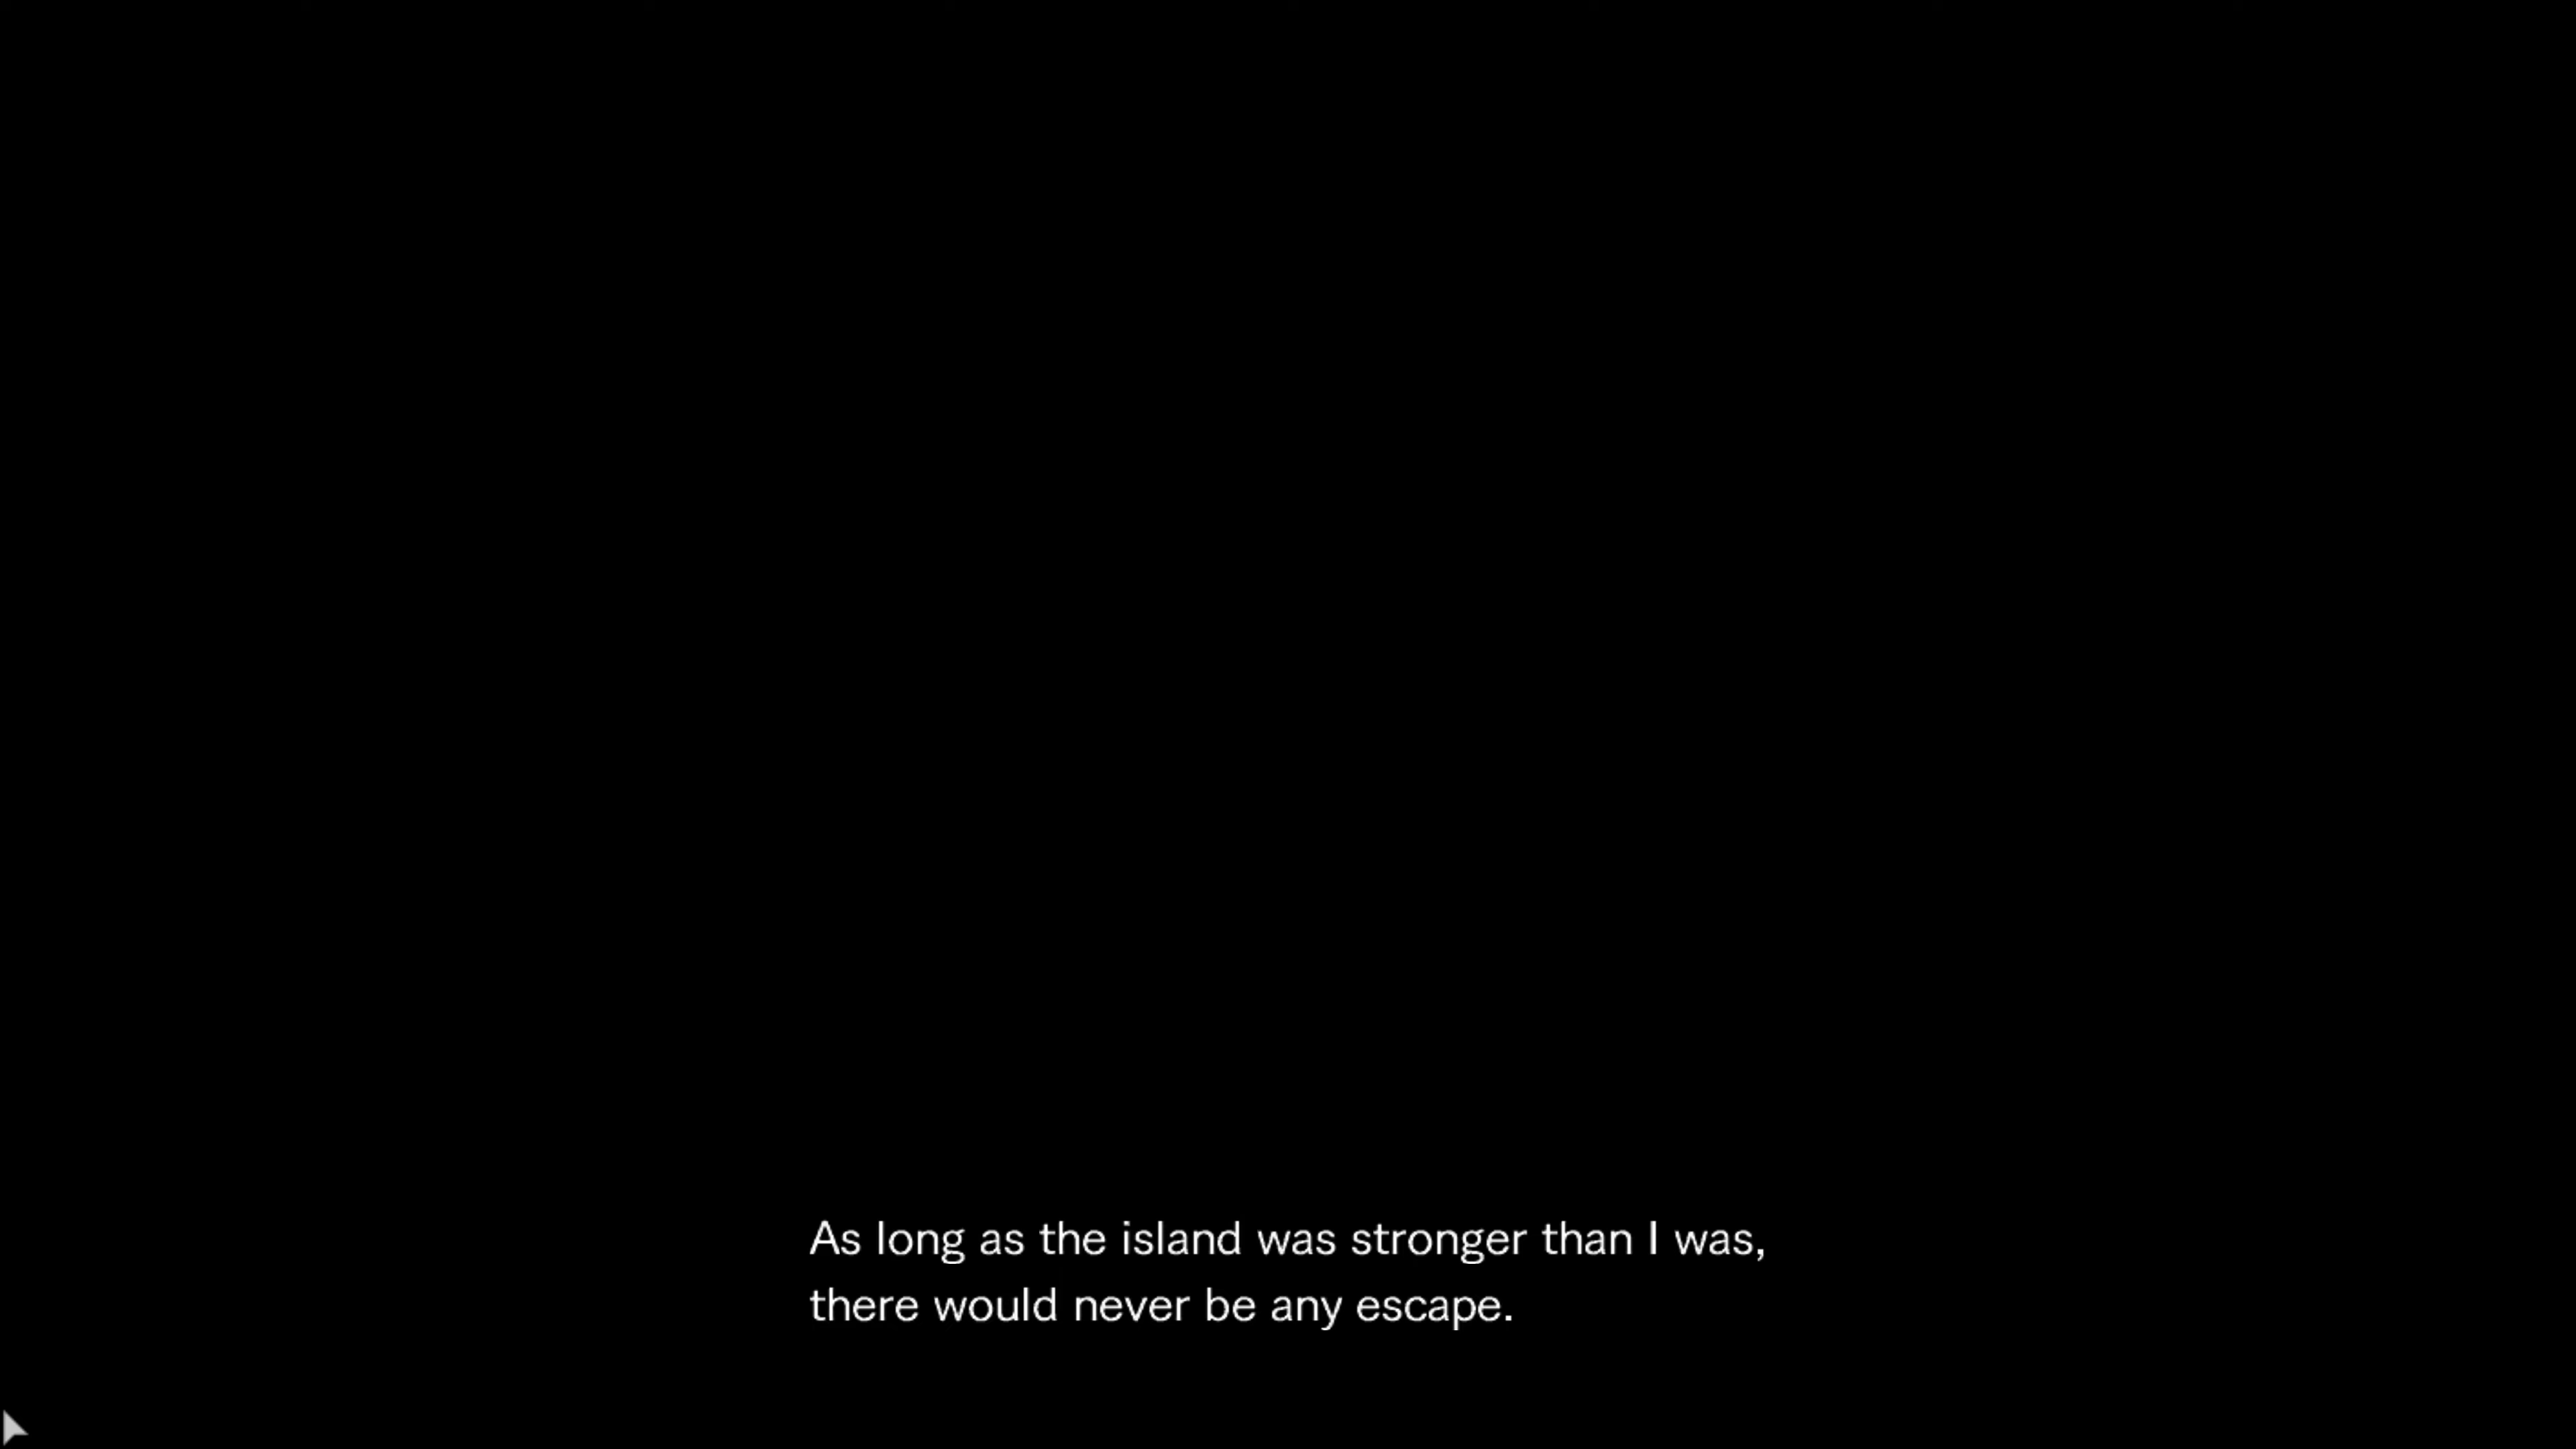 As long as the island was stronger than I was,
there would never be any escape.